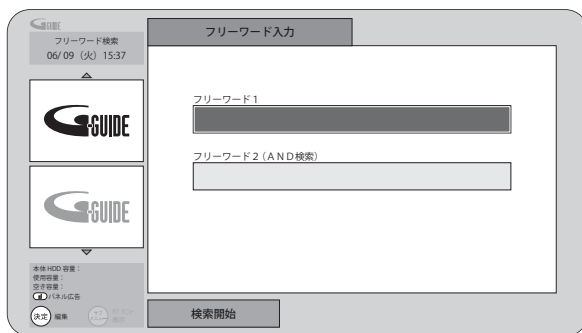 G-GUIDE
フリーワード検索
06/ 09 （火）15:37
G-GUIDE
G-GUIDE
本体 HDD 容量：
使用容量：
空き容量：
d パネル広告
決定 編集
フリーワード入力
フリーワード 1
フリーワード 2（ＡＮＤ検索）
検索開始